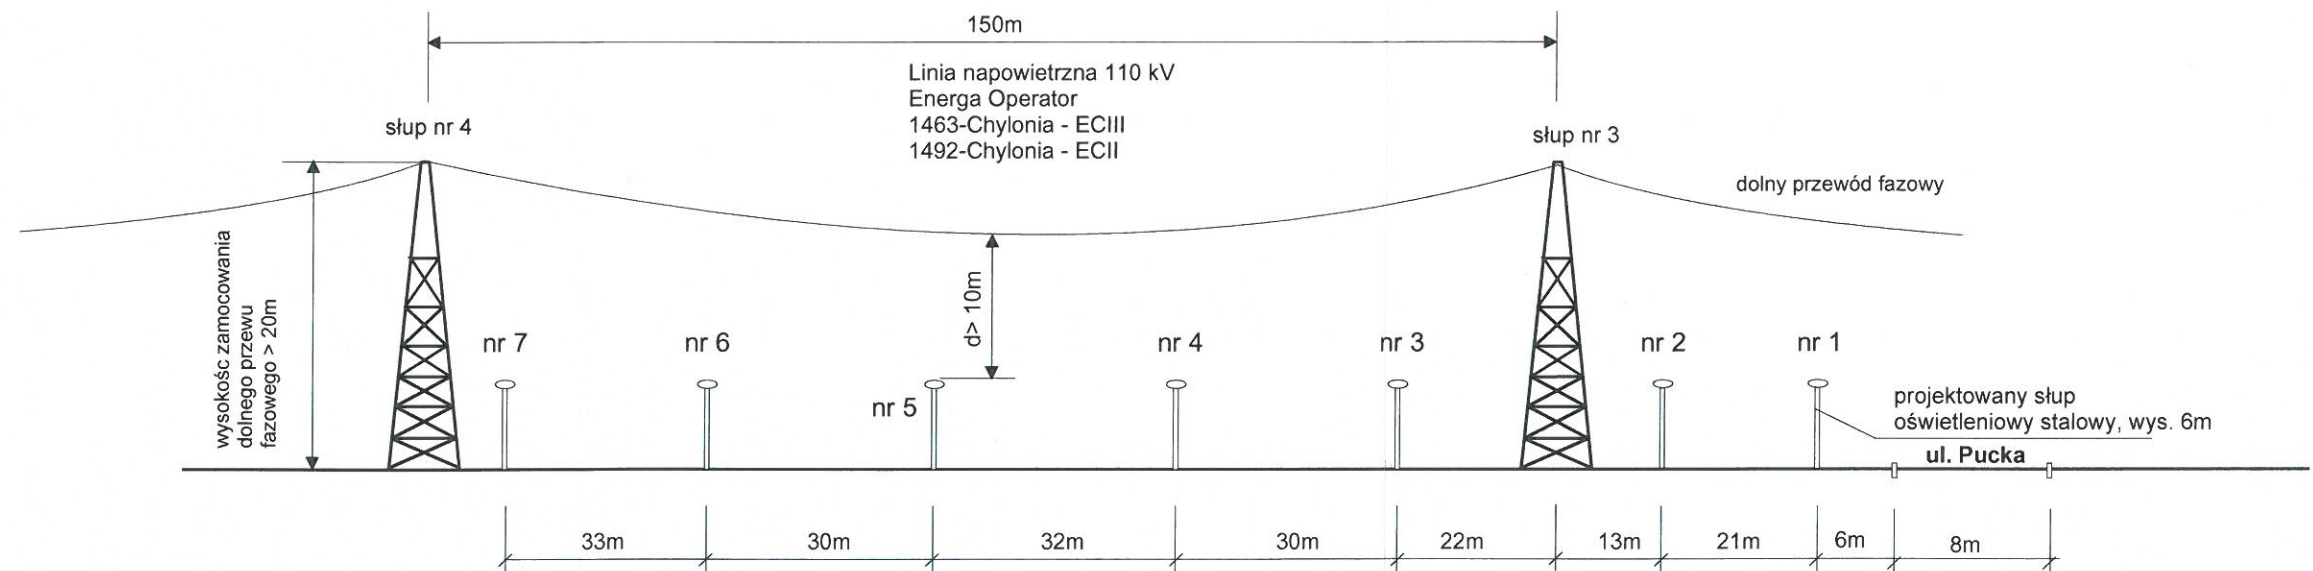 150m
Linia napowietrzna 110 kV
Energa Operator
1463-Chylonia - ECIII
1492-Chylonia - ECII
słup nr 4
słup nr 3
dolny przewód fazowy
wysokośc zamocowania
dolnego przewu
fazowego > 20m
d> 10m
nr 7
nr 6
nr 5
nr 4
nr 3
nr 2
nr 1
projektowany słup
oświetleniowy stalowy, wys. 6m
ul. Pucka
33m
30m
32m
30m
22m
13m
21m
6m
8m